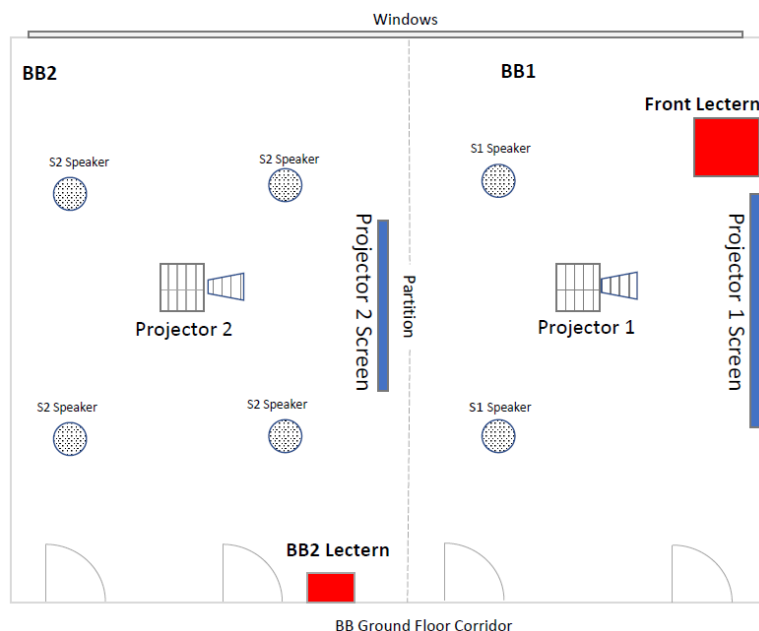 Windows
BB2
BB1
Front Lectern
S2 Speaker
S2 Speaker
S1 Speaker
Projector 2 Screen
Partition
Projector 1 Screen
Projector 2
Projector 1
S2 Speaker
S2 Speaker
S1 Speaker
BB2 Lectern
BB Ground Floor Corridor